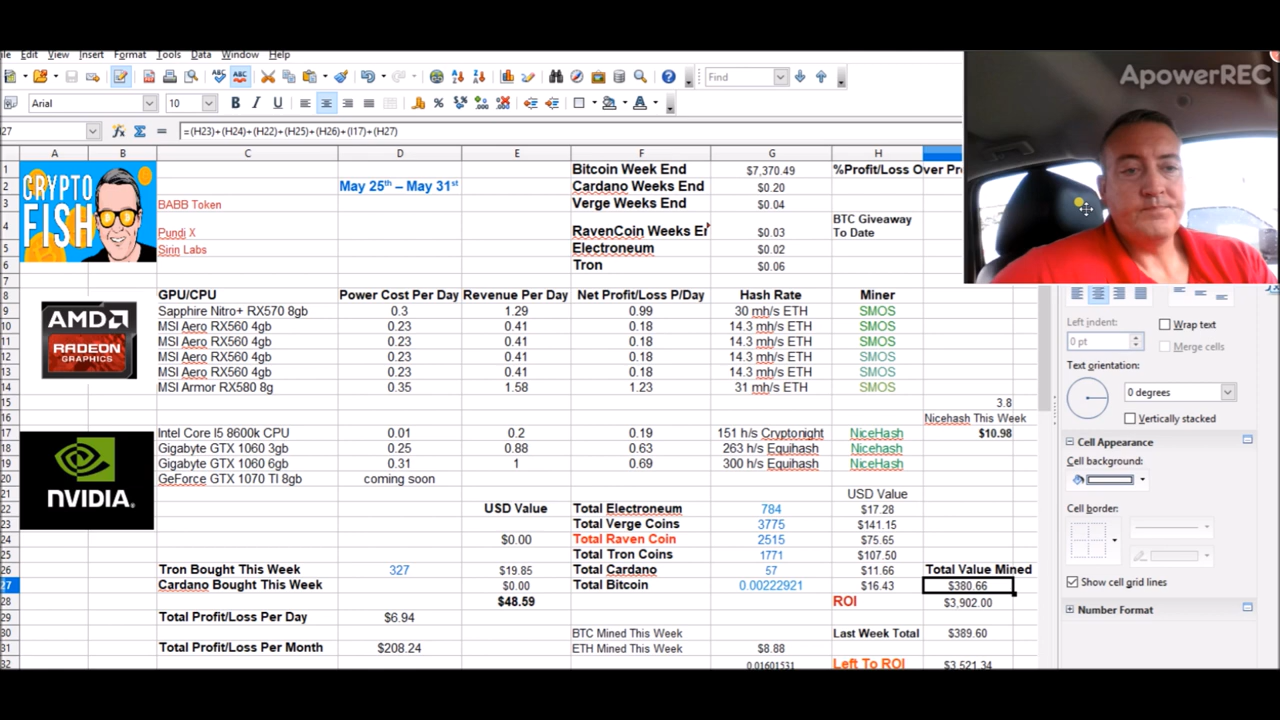 Edit View Insert Format Tools Data Window Help
Find
Arial 10 B I U
27 =(H23)+(H24)+(H22)+(H25)+(H26)+(I17)+(H27)
A B C D E F G H
1 Bitcoin Week End $7,370.49 %Profit/Loss Over
2 May 25th – May 31st Cardano Weeks End $0.20
3 BABB Token Verge Weeks End $0.04
4 Pundi X RavenCoin Weeks $0.03 BTC Giveaway To Date
5 Sirin Labs Electroneum $0.02
6 Tron $0.06
7
8 GPU/CPU Power Cost Per Day Revenue Per Day Net Profit/Loss P/Day Hash Rate Miner
9 Sapphire Nitro+ RX570 8gb 0.3 1.29 0.99 30 mh/s ETH SMOS
10 MSI Aero RX560 4gb 0.23 0.41 0.18 14.3 mh/s ETH SMOS
11 MSI Aero RX560 4gb 0.23 0.41 0.18 14.3 mh/s ETH SMOS
12 MSI Aero RX560 4gb 0.23 0.41 0.18 14.3 mh/s ETH SMOS
13 MSI Aero RX560 4gb 0.23 0.41 0.18 14.3 mh/s ETH SMOS
14 MSI Armor RX580 8g 0.35 1.58 1.23 31 mh/s ETH SMOS
15 3.8
16 Nicehash This Week
17 Intel Core I5 8600k CPU 0.01 0.2 0.19 151 h/s Cryptonight NiceHash $10.98
18 Gigabyte GTX 1060 3gb 0.25 0.88 0.63 263 h/s Equihash NiceHash
19 Gigabyte GTX 1060 6gb 0.31 1 0.69 300 h/s Equihash NiceHash
20 GeForce GTX 1070 TI 8gb coming soon
21 USD Value
22 USD Value Total Electroneum 784 $17.28
23 Total Verge Coins 3775 $141.15
24 $0.00 Total Raven Coin 2515 $75.65
25 Total Tron Coins 1771 $107.50
26 Tron Bought This Week 327 $19.85 Total Cardano 57 $11.66 Total Value Mined
27 Cardano Bought This Week $0.00 Total Bitcoin 0.00222921 $16.43 $380.66
28 $48.59 ROI $3,902.00
29 Total Profit/Loss Per Day $6.94
30 BTC Mined This Week Last Week Total $389.60
31 Total Profit/Loss Per Month $208.24 ETH Mined This Week $8.88
32 0.01601531 Left To ROI $3,521.34
CRYPTO
FISH
AMD
RADEON
GRAPHICS
NVIDIA.
ApowerREC
Left indent: Wrap text
0 pt Merge cells
Text orientation:
0 degrees
Vertically stacked
Cell Appearance
Cell background:
Cell border:
Show cell grid lines
Number Format